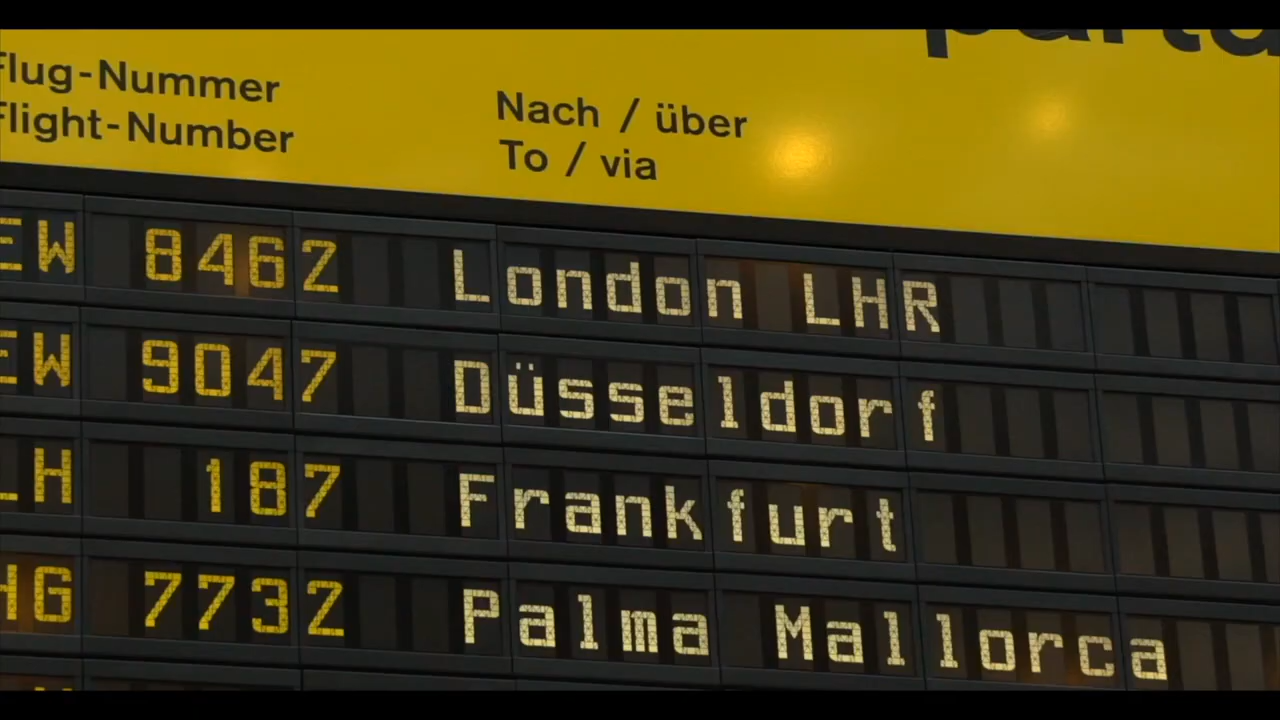 Flug-Nummer
Flight-Number
Nach / über
To / via
EW 8462 London LHR
EW 9047 Düsseldorf
LH 187 Frankfurt
HG 7732 Palma Mallorca